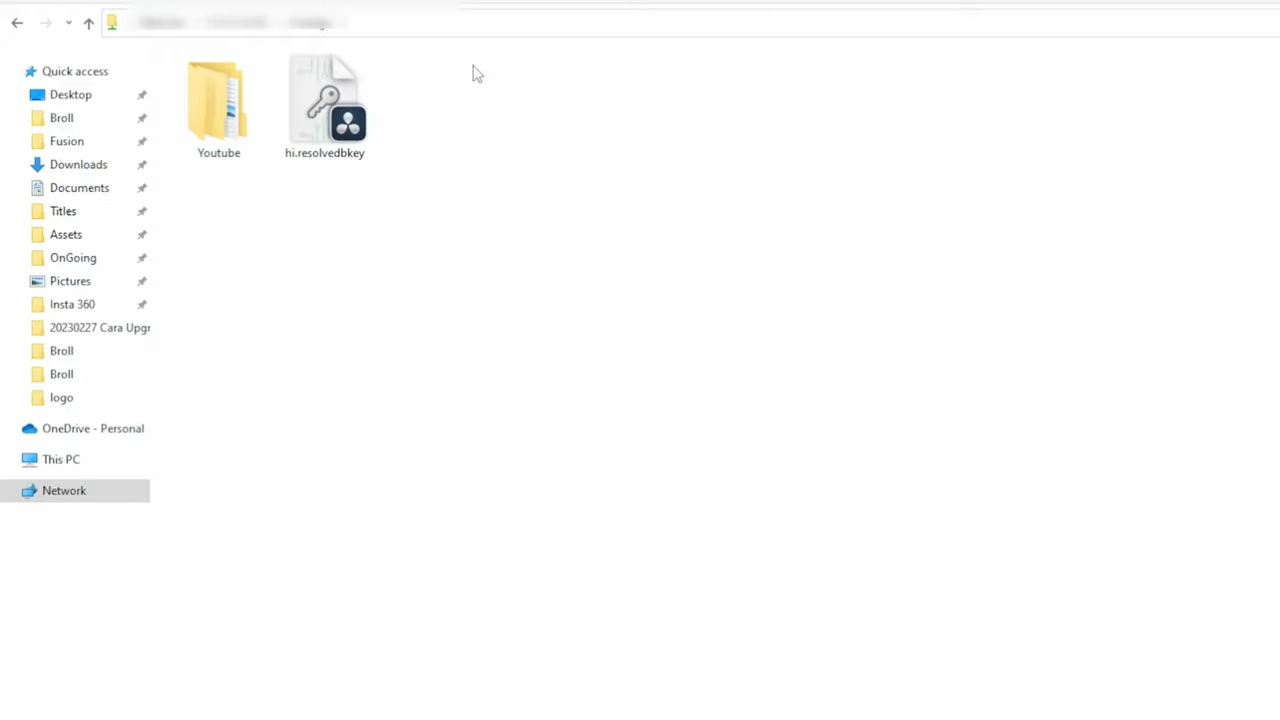 Quick access
Desktop
Broll
Fusion
Downloads
Documents
Titles
Assets
OnGoing
Pictures
Insta 360
20230227 Cara Upgr
Broll
Broll
logo
OneDrive - Personal
This PC
Network
Youtube
hi.resolvedbkey